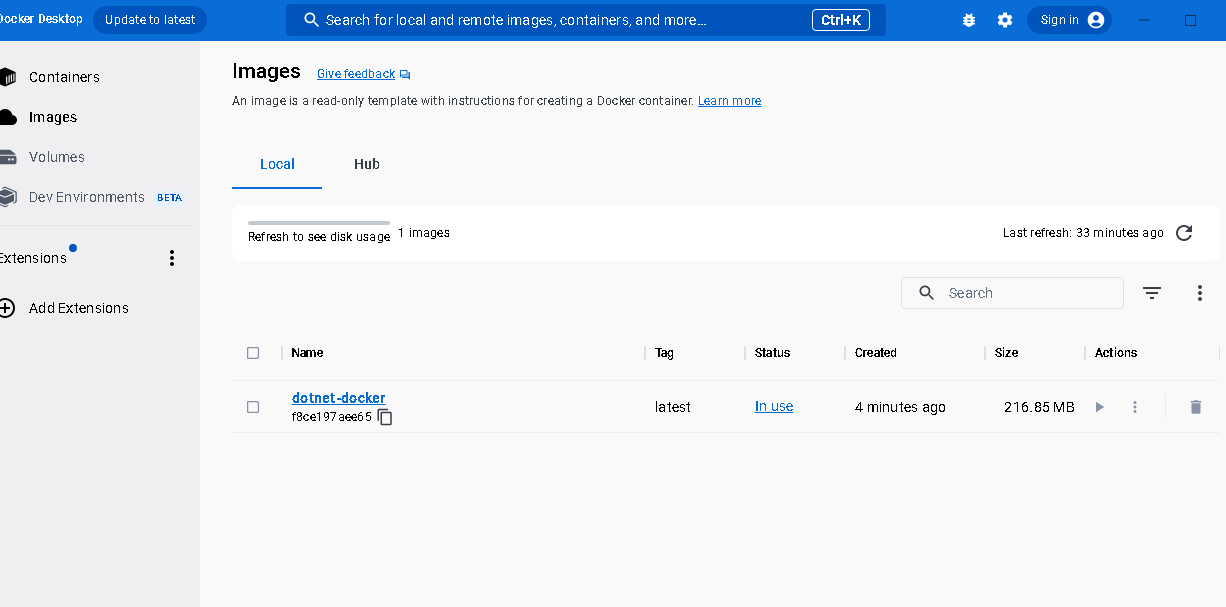 Docker Desktop Update to latest Search for local and remote images, containers, and more... Ctrl+K Sign in
Containers
Images
Volumes
Dev Environments BETA
Extensions
Add Extensions
Images Give feedback
An image is a read-only template with instructions for creating a Docker container. Learn more
Local Hub
Refresh to see disk usage 1 images Last refresh: 33 minutes ago
Search
Name Tag Status Created Size Actions
dotnet-docker latest In use 4 minutes ago 216.85 MB
f8ce197aee65